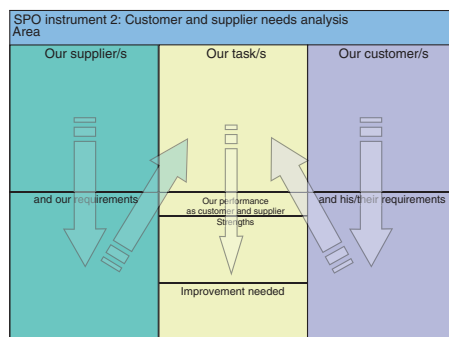 SPO instrument 2: Customer and supplier needs analysis
Area
Our supplier/s
Our task/s
Our customer/s
and our requirements
Our performance
as customer and supplier
Strengths
and his/their requirements
Improvement needed